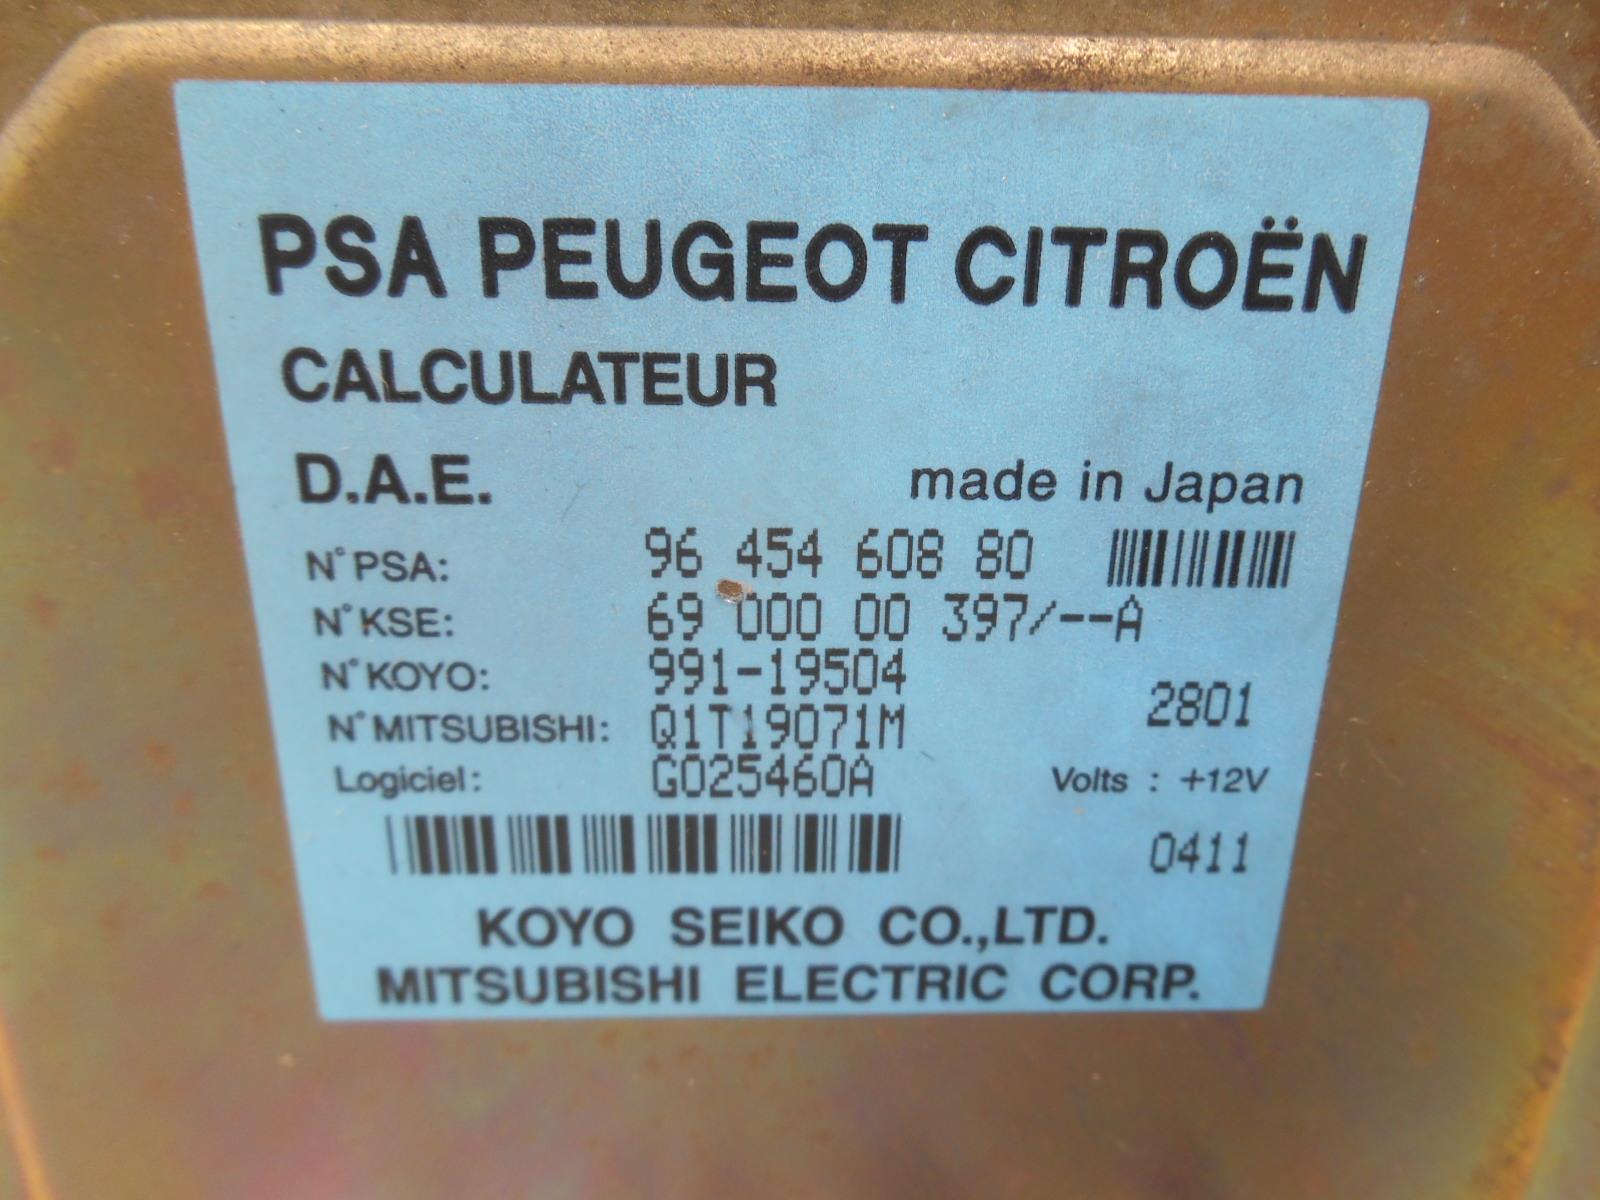 PSA PEUGEOT CITROËN
CALCULATEUR
D.A.E. made in Japan
N° PSA: 96 454 608 80
N° KSE: 69 000 00 397/--A
N° KOYO: 991-19504
N° MITSUBISHI: Q1T19071M 2801
Logiciel: G025460A Volts : +12V
0411
KOYO SEIKO CO.,LTD.
MITSUBISHI ELECTRIC CORP.